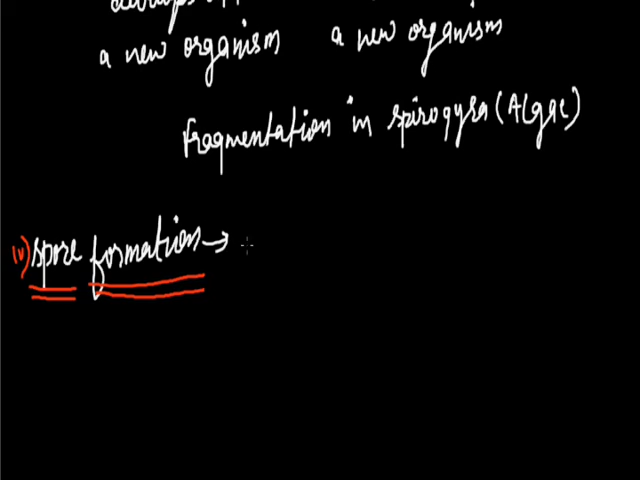 a new organism a new organism
fragmentation in spirogyra (Algae)
iv) spore formation →